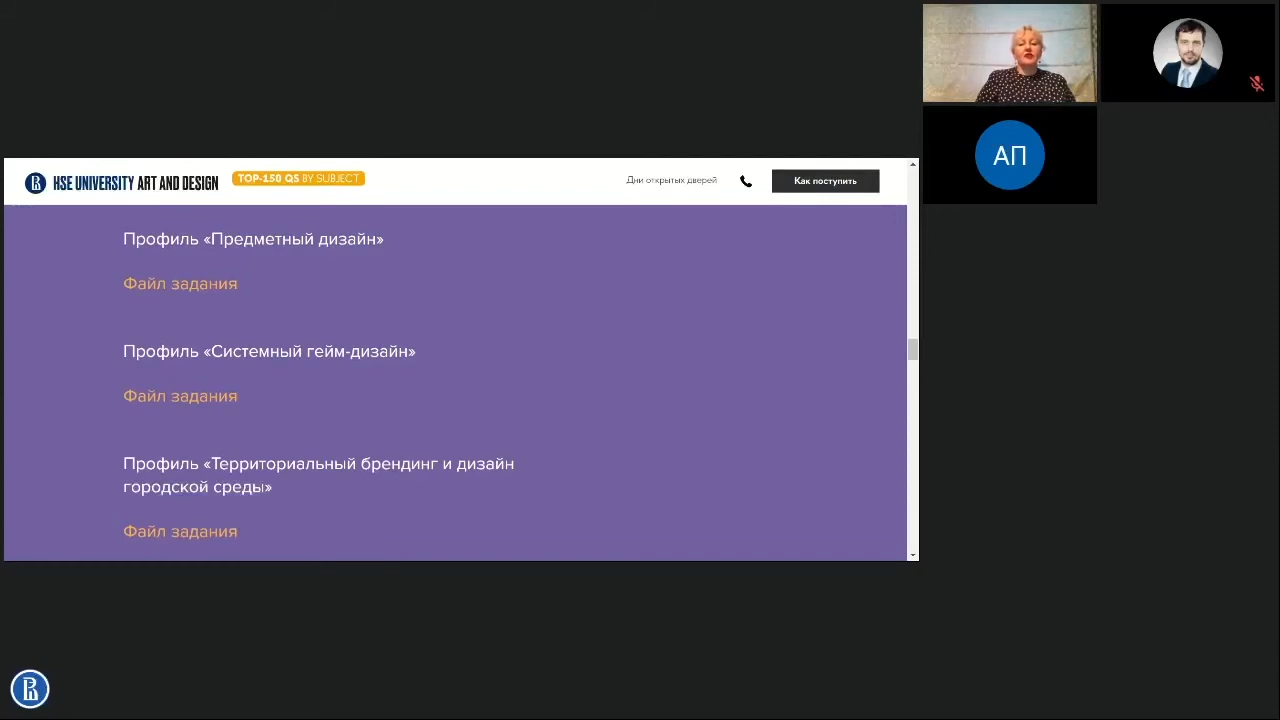 HSE UNIVERSITY ART AND DESIGN
TOP-150 QS BY SUBJECT
Дни открытых дверей
Как поступить
АП
Профиль «Предметный дизайн»
Файл задания
Профиль «Системный гейм-дизайн»
Файл задания
Профиль «Территориальный брендинг и дизайн
городской среды»
Файл задания